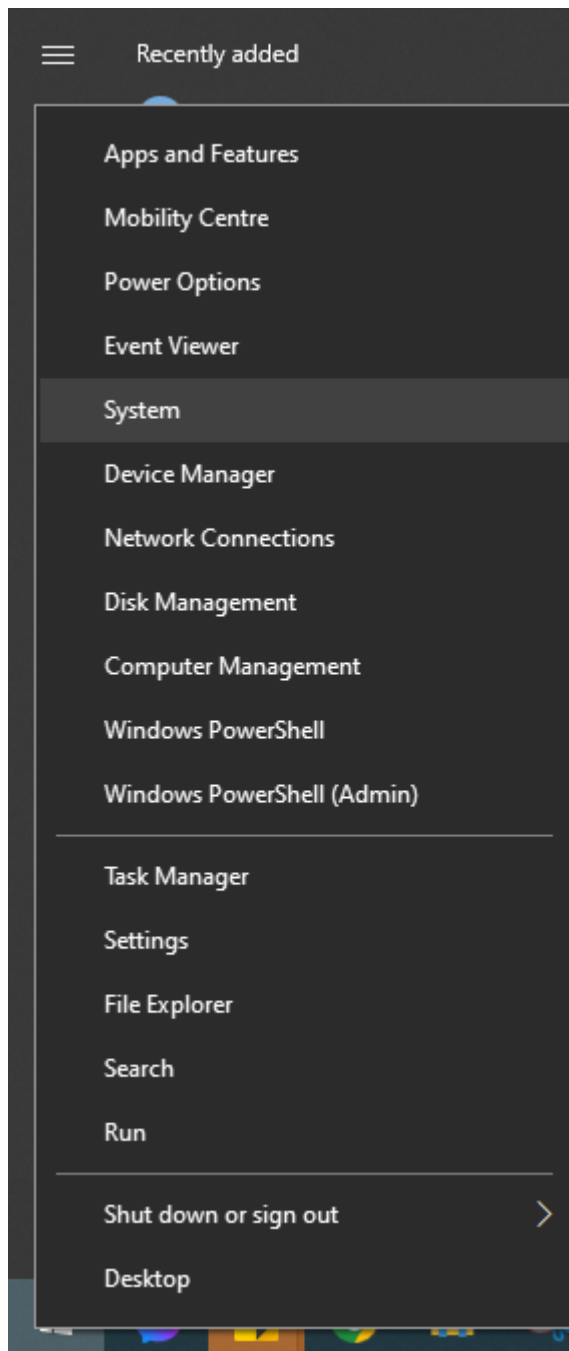 Recently added
Apps and Features
Mobility Centre
Power Options
Event Viewer
System
Device Manager
Network Connections
Disk Management
Computer Management
Windows PowerShell
Windows PowerShell (Admin)
Task Manager
Settings
File Explorer
Search
Run
Shut down or sign out
Desktop